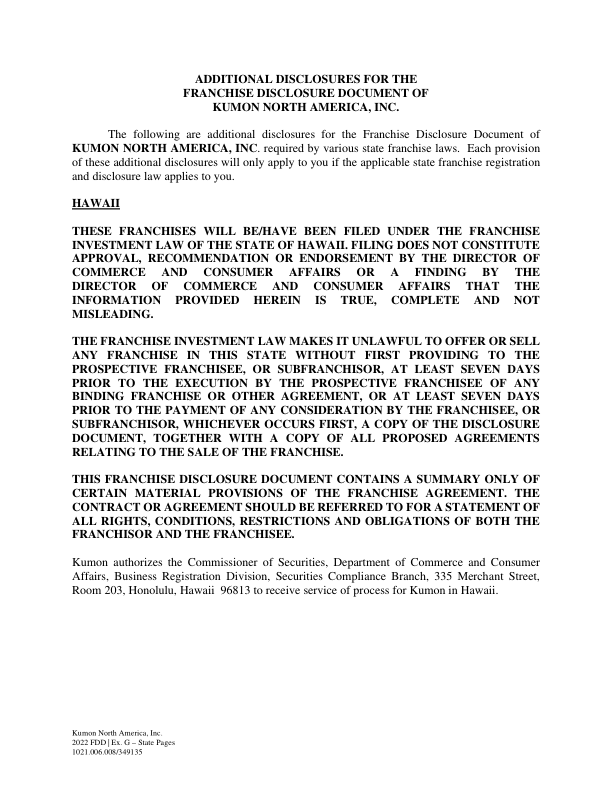 ADDITIONAL DISCLOSURES FOR THE
FRANCHISE DISCLOSURE DOCUMENT OF
KUMON NORTH AMERICA, INC.
The following are additional disclosures for the Franchise Disclosure Document of
KUMON NORTH AMERICA, INC. required by various state franchise laws. Each provision
of these additional disclosures will only apply to you if the applicable state franchise registration
and disclosure law applies to you.
HAWAII
THESE FRANCHISES WILL BE/HAVE BEEN FILED UNDER THE FRANCHISE
INVESTMENT LAW OF THE STATE OF HAWAII. FILING DOES NOT CONSTITUTE
APPROVAL, RECOMMENDATION OR ENDORSEMENT BY THE DIRECTOR OF
COMMERCE AND CONSUMER AFFAIRS OR A FINDING BY THE
DIRECTOR OF COMMERCE AND CONSUMER AFFAIRS THAT THE
INFORMATION PROVIDED HEREIN IS TRUE, COMPLETE AND NOT
MISLEADING.
THE FRANCHISE INVESTMENT LAW MAKES IT UNLAWFUL TO OFFER OR SELL
ANY FRANCHISE IN THIS STATE WITHOUT FIRST PROVIDING TO THE
PROSPECTIVE FRANCHISEE, OR SUBFRANCHISOR, AT LEAST SEVEN DAYS
PRIOR TO THE EXECUTION BY THE PROSPECTIVE FRANCHISEE OF ANY
BINDING FRANCHISE OR OTHER AGREEMENT, OR AT LEAST SEVEN DAYS
PRIOR TO THE PAYMENT OF ANY CONSIDERATION BY THE FRANCHISEE, OR
SUBFRANCHISOR, WHICHEVER OCCURS FIRST, A COPY OF THE DISCLOSURE
DOCUMENT, TOGETHER WITH A COPY OF ALL PROPOSED AGREEMENTS
RELATING TO THE SALE OF THE FRANCHISE.
THIS FRANCHISE DISCLOSURE DOCUMENT CONTAINS A SUMMARY ONLY OF
CERTAIN MATERIAL PROVISIONS OF THE FRANCHISE AGREEMENT. THE
CONTRACT OR AGREEMENT SHOULD BE REFERRED TO FOR A STATEMENT OF
ALL RIGHTS, CONDITIONS, RESTRICTIONS AND OBLIGATIONS OF BOTH THE
FRANCHISOR AND THE FRANCHISEE.
Kumon authorizes the Commissioner of Securities, Department of Commerce and Consumer
Affairs, Business Registration Division, Securities Compliance Branch, 335 Merchant Street,
Room 203, Honolulu, Hawaii 96813 to receive service of process for Kumon in Hawaii.
Kumon North America, Inc.
2022 FDD | Ex. G – State Pages
1021.006.008/349135